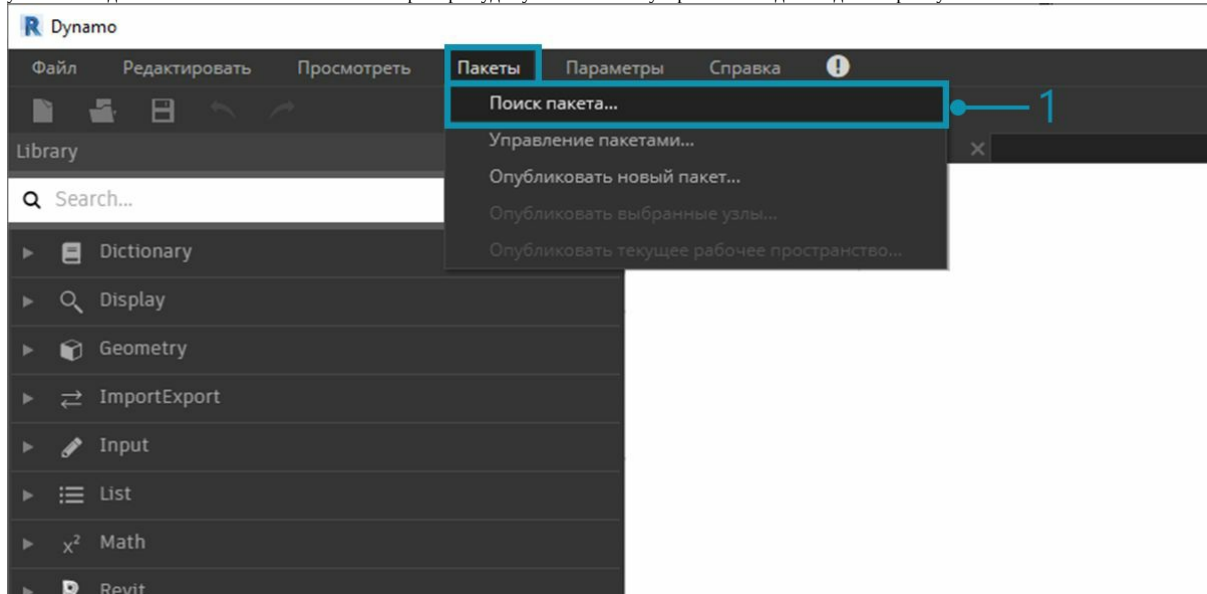 Dynamo
Файл Редактировать Просмотреть Пакеты Параметры Справка
Поиск пакета... 1
Управление пакетами...
Library
Опубликовать новый пакет...
Search...
Опубликовать выбранные узлы...
Опубликовать текущее рабочее пространство...
Dictionary
Display
Geometry
ImportExport
Input
List
x² Math
Revit